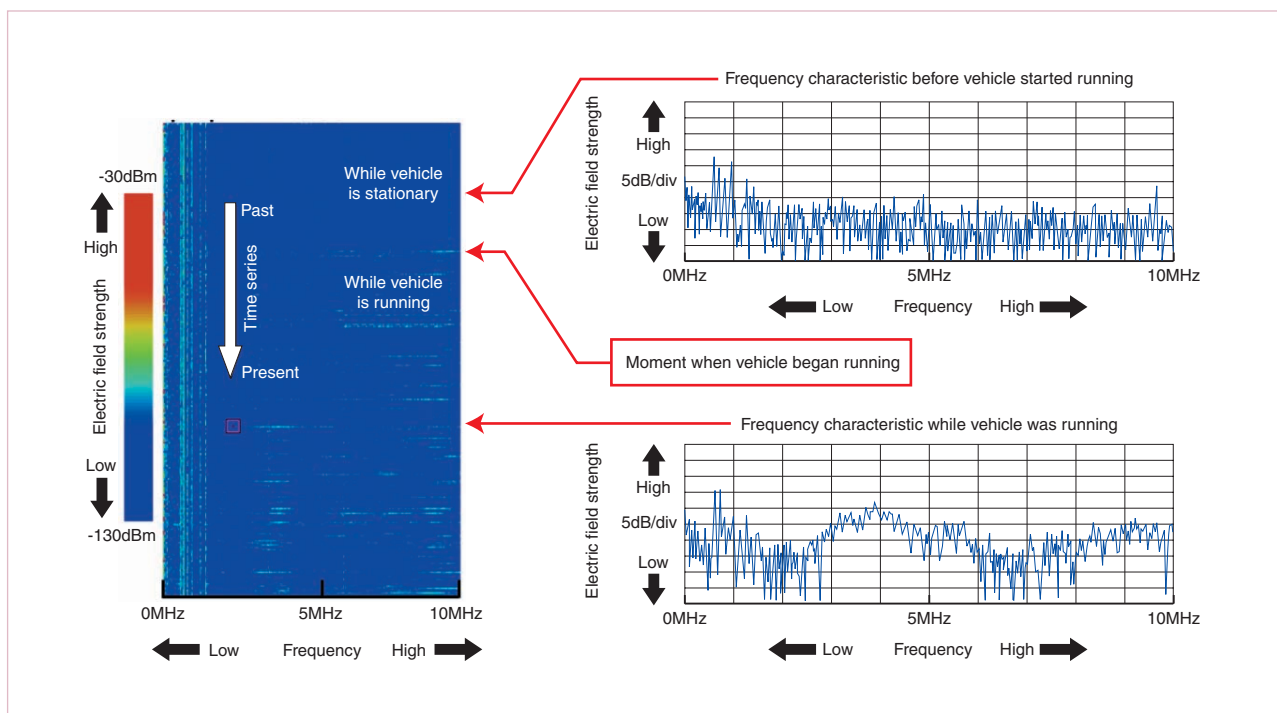 -30dBm
High
Electric field strength
Low
-130dBm
While vehicle
is stationary
Past
Time series
Present
While vehicle
is running
0MHz
5MHz
10MHz
Low
Frequency
High
Frequency characteristic before vehicle started running
Electric field strength
High
5dB/div
Low
0MHz
5MHz
10MHz
Low
Frequency
High
Moment when vehicle began running
Frequency characteristic while vehicle was running
Electric field strength
High
5dB/div
Low
0MHz
5MHz
10MHz
Low
Frequency
High